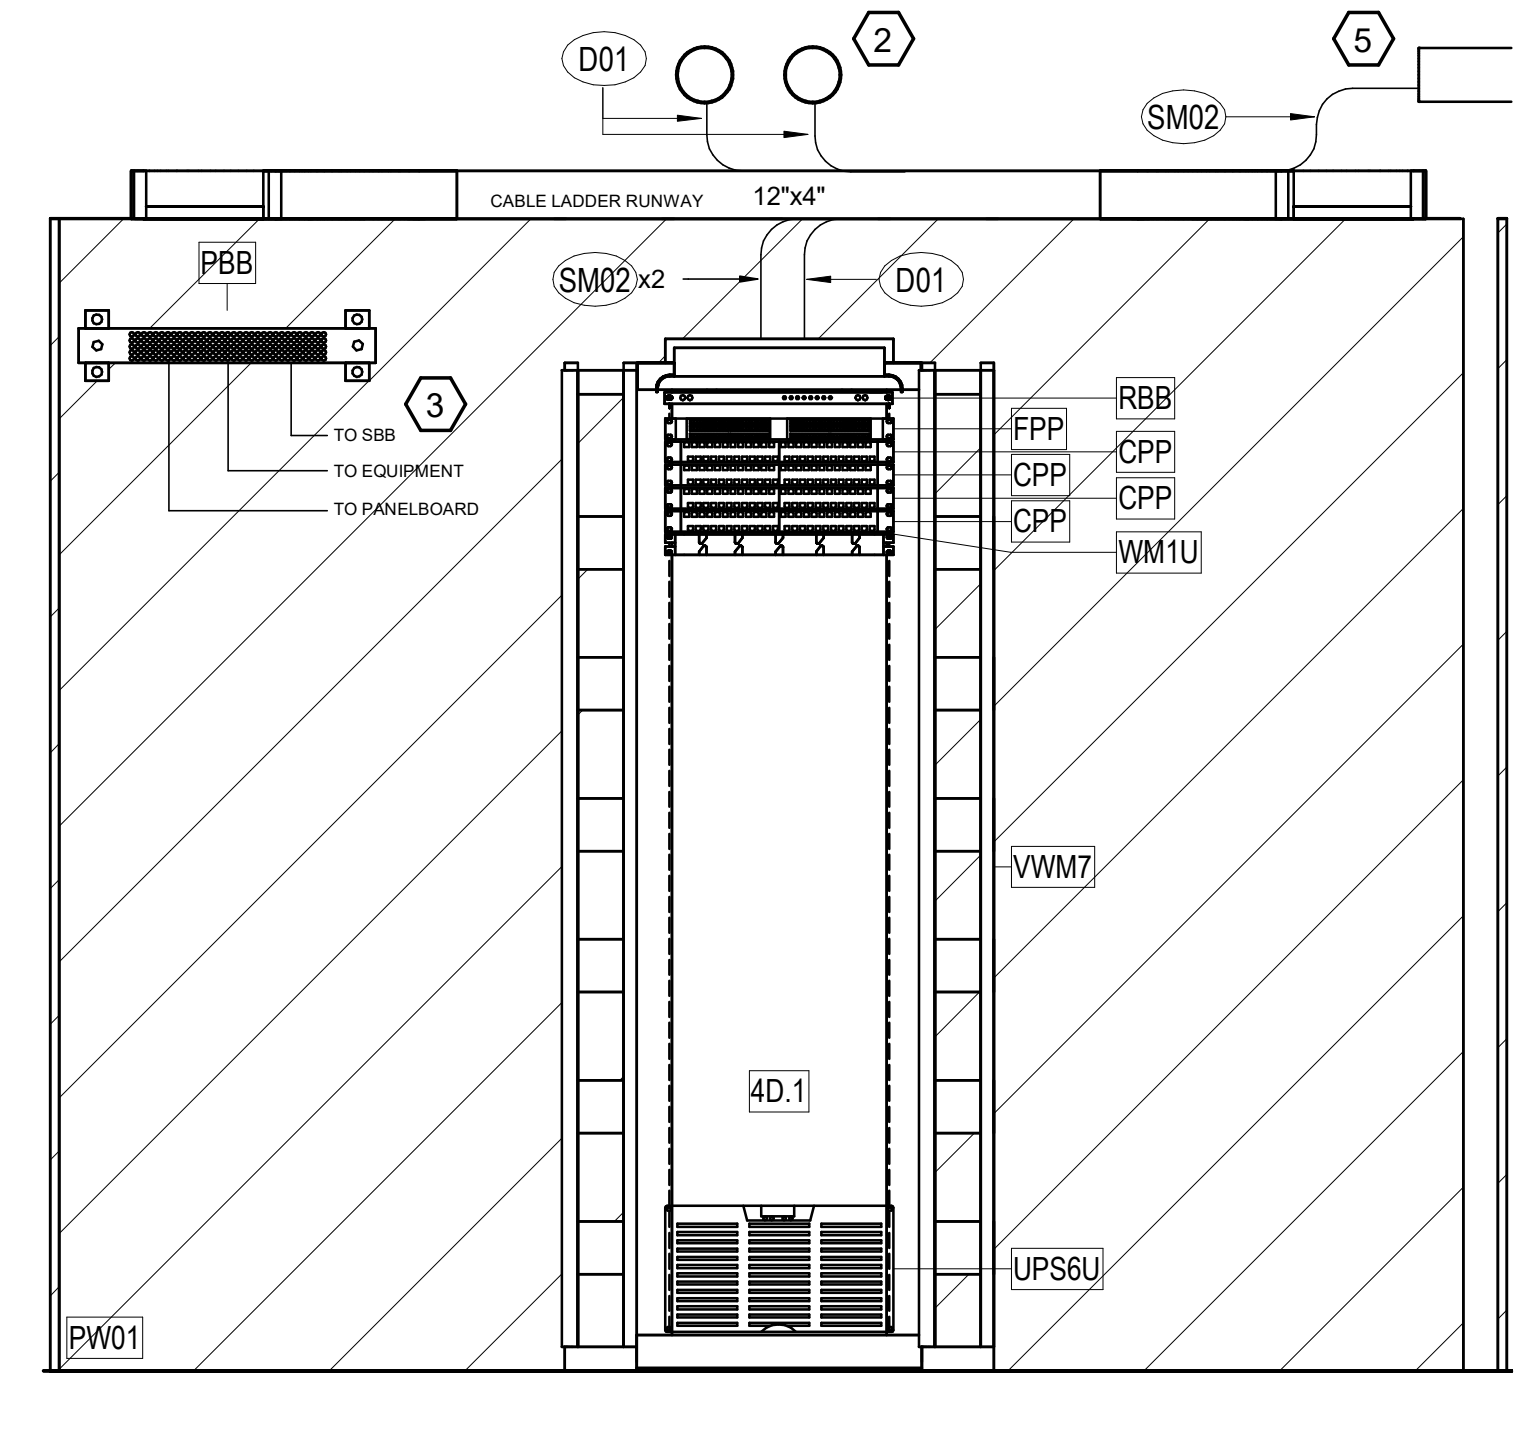 2
5
D01
SM02
CABLE LADDER RUNWAY 12"x4"
PBB
SM02 x2
D01
3
RBB
FPP
TO SBB
CPP
TO EQUIPMENT
CPP
CPP
TO PANELBOARD
CPP
WM1U
VWM7
4D.1
UPS6U
PW01